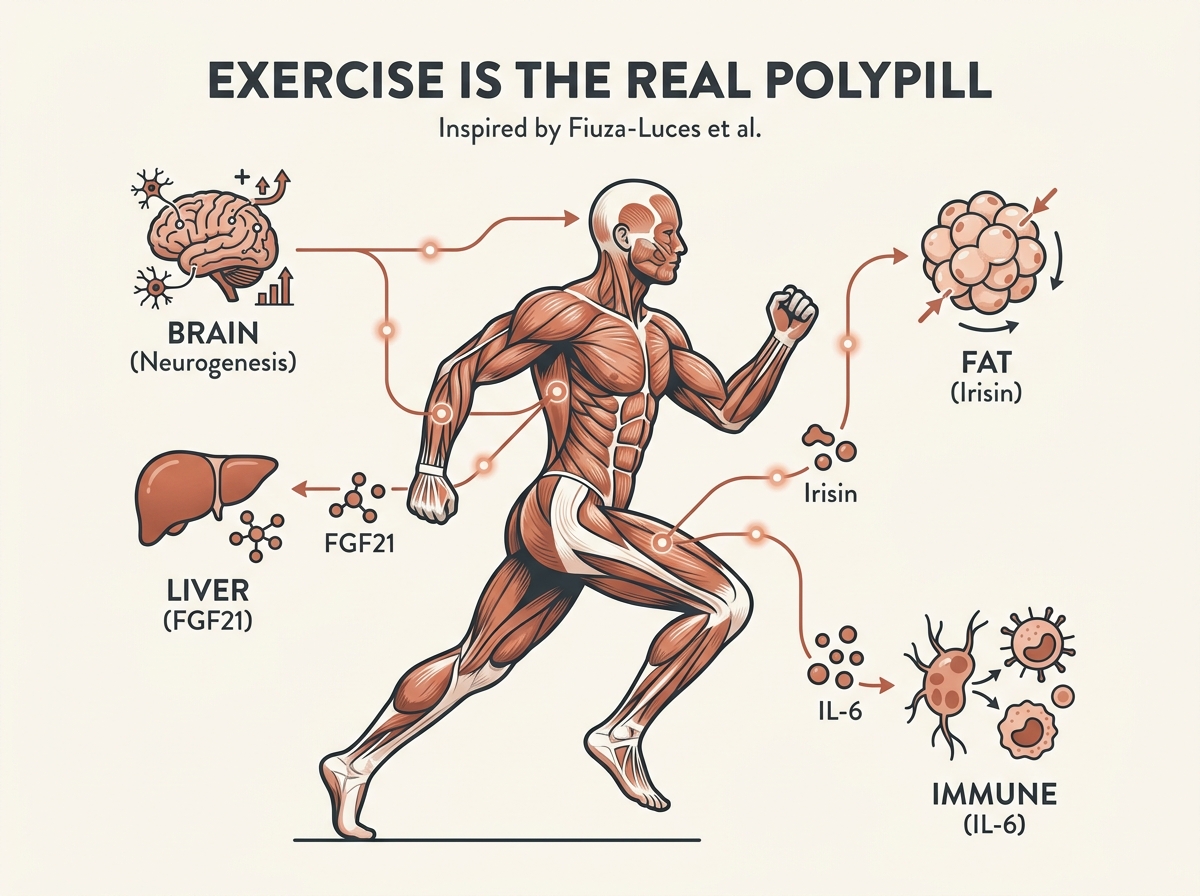 EXERCISE IS THE REAL POLYPILL
Inspired by Fiuza-Luces et al.
BRAIN
(Neurogenesis)
FAT
(Irisin)
Irisin
FGF21
LIVER
(FGF21)
IL-6
IMMUNE
(IL-6)